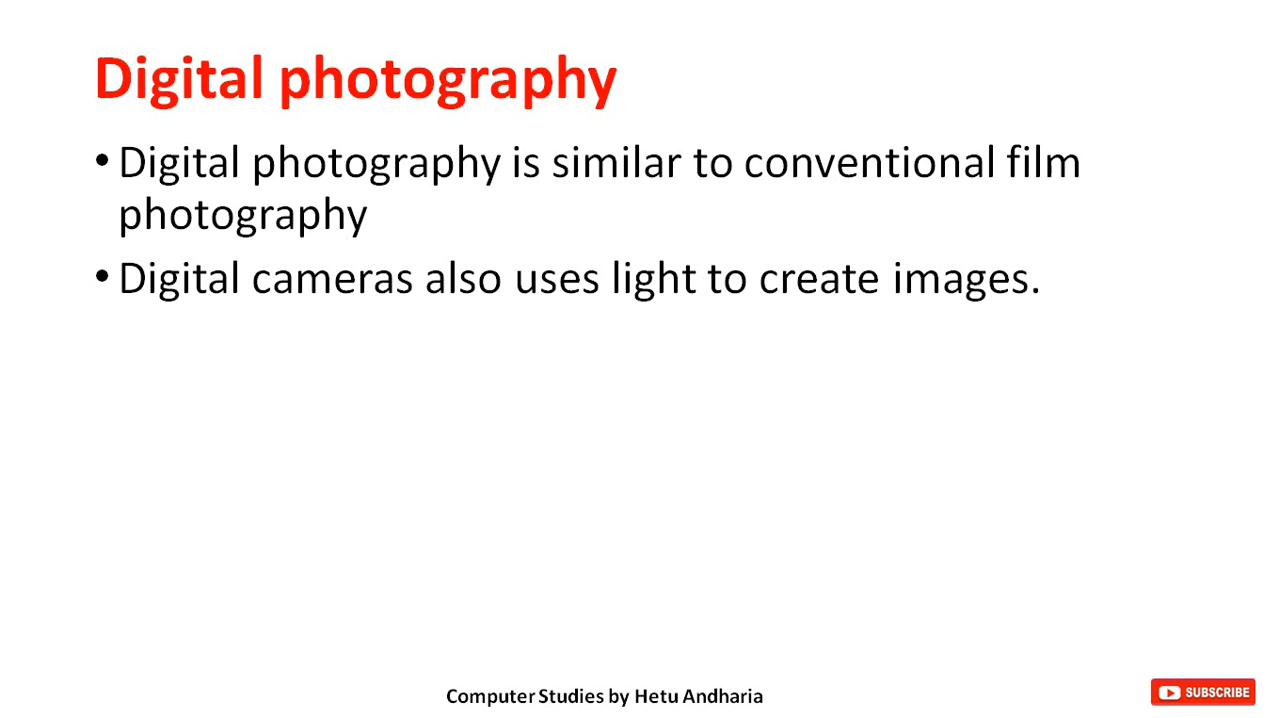 Digital photography
• Digital photography is similar to conventional film
photography
• Digital cameras also uses light to create images.
Computer Studies by Hetu Andharia
SUBSCRIBE